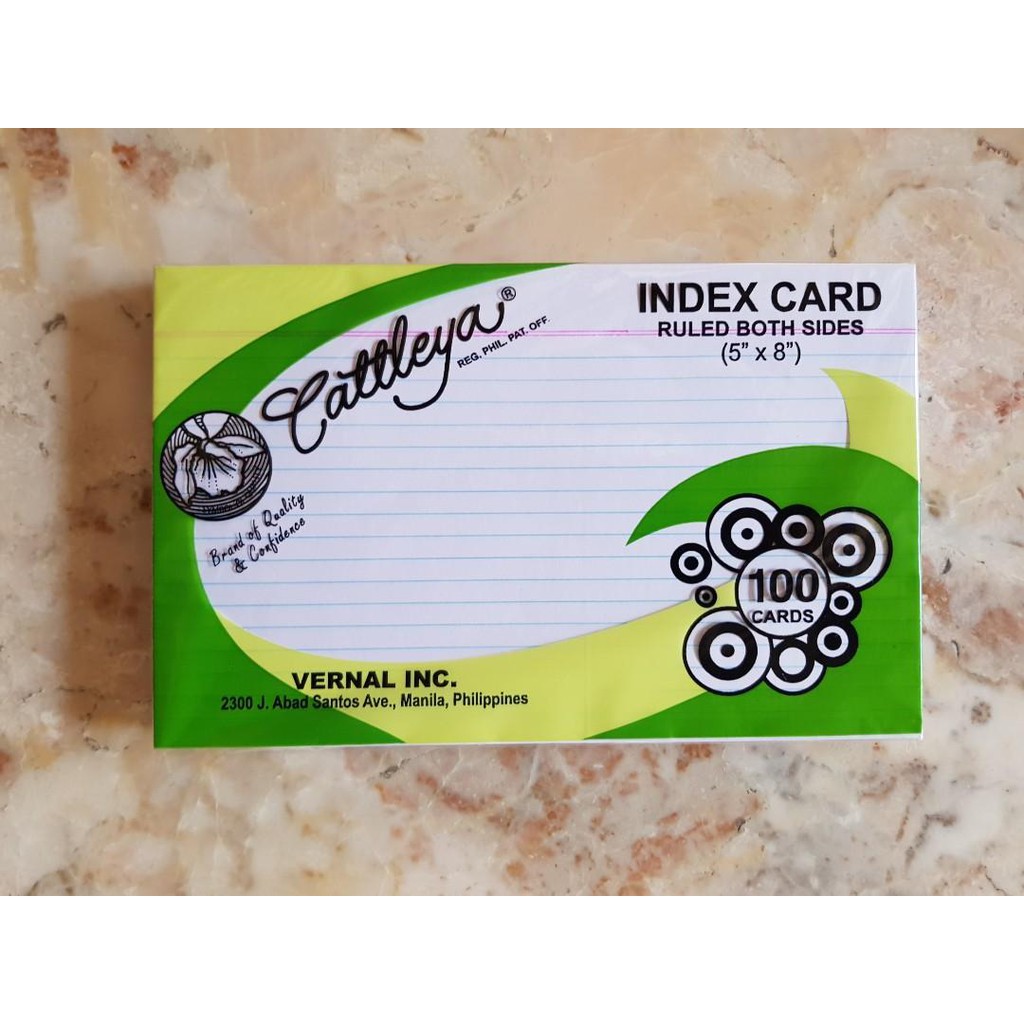 Cattleya®
REG. PHIL. PAT. OFF.
INDEX CARD
RULED BOTH SIDES
(5” x 8”)
Brand of Quality
& Confidence
100
CARDS
VERNAL INC.
2300 J. Abad Santos Ave., Manila, Philippines